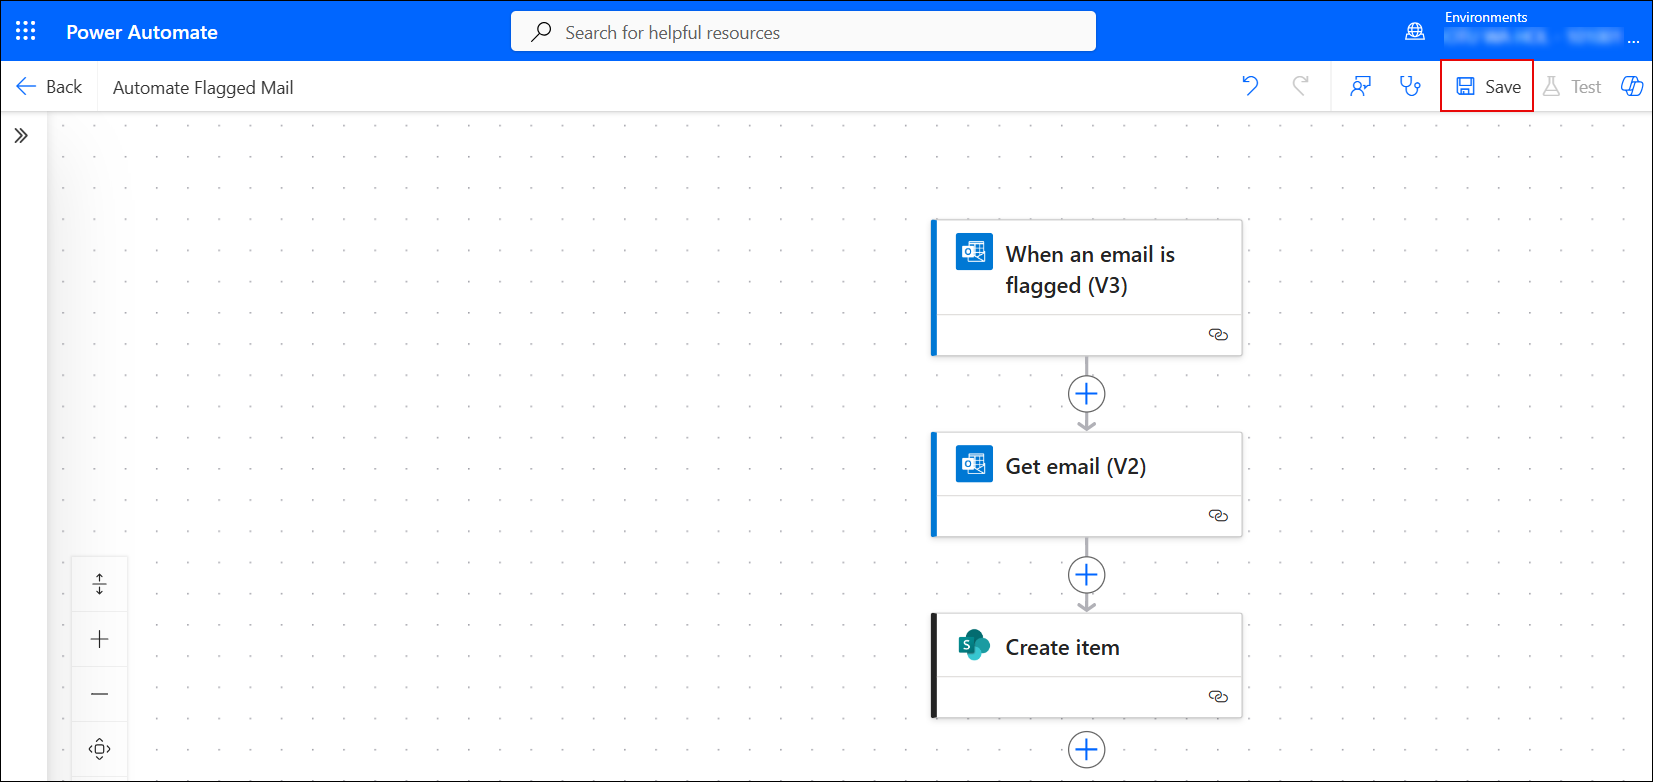 Power Automate
Search for helpful resources
Environments
...
Back
Automate Flagged Mail
Save
Test
When an email is
flagged (V3)
Get email (V2)
S
Create item